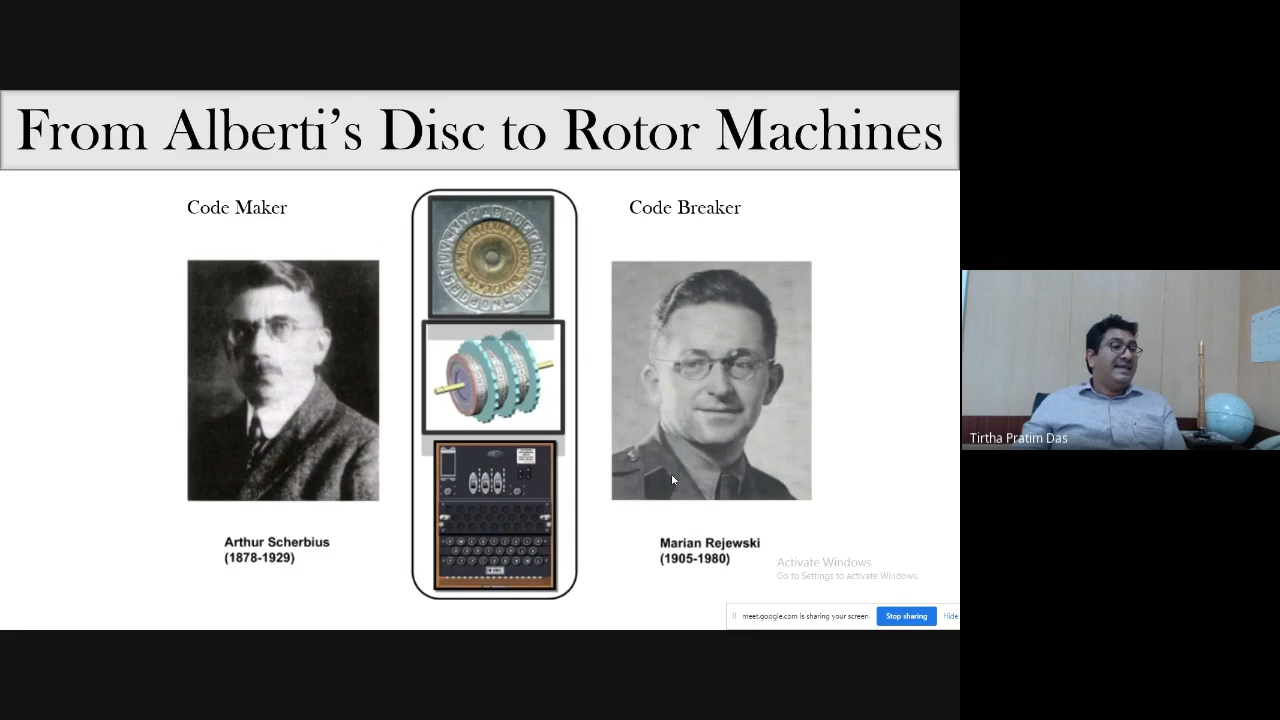 From Alberti's Disc to Rotor Machines
Code Maker
Code Breaker
Arthur Scherbius
(1878-1929)
Marian Rejewski
(1905-1980)
Activate Windows
Go to Settings to activate Windows.
meet.google.com is sharing your screen.
Stop sharing
Hide
Tirtha Pratim Das